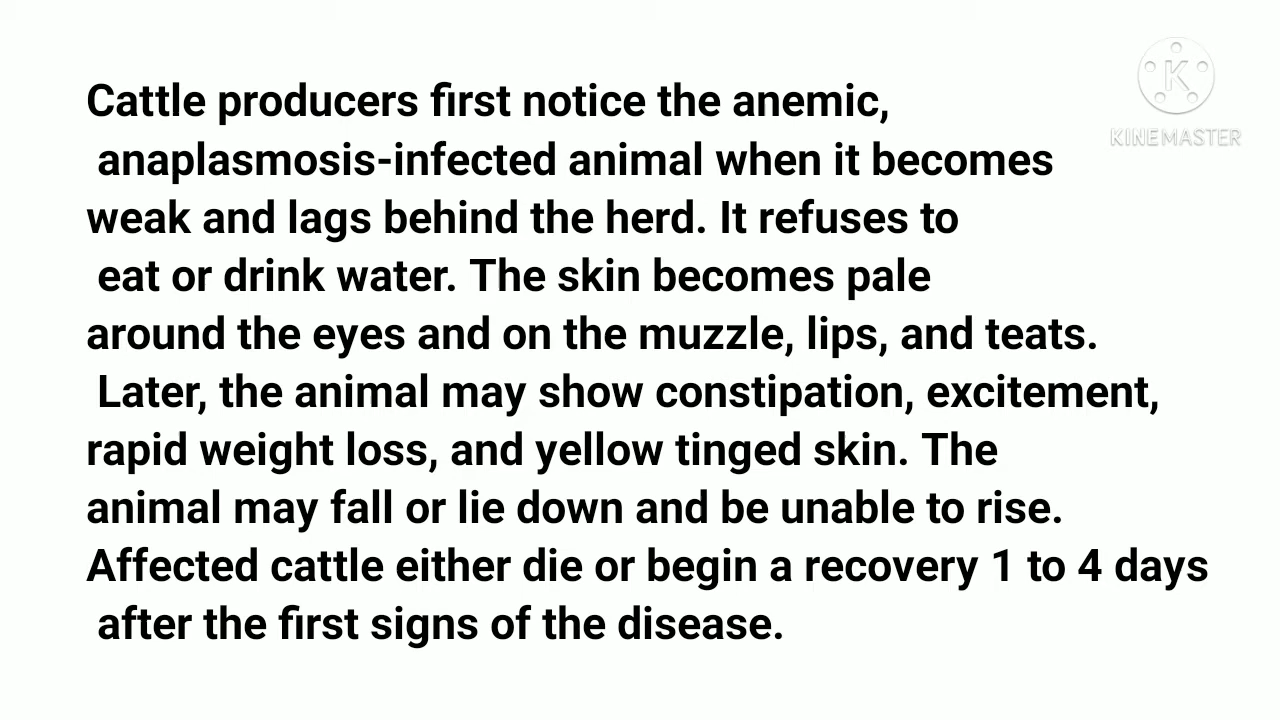 Cattle producers first notice the anemic,
anaplasmosis-infected animal when it becomes
weak and lags behind the herd. It refuses to
eat or drink water. The skin becomes pale
around the eyes and on the muzzle, lips, and teats.
Later, the animal may show constipation, excitement,
rapid weight loss, and yellow tinged skin. The
animal may fall or lie down and be unable to rise.
Affected cattle either die or begin a recovery 1 to 4 days
after the first signs of the disease.
K
KINEMASTER